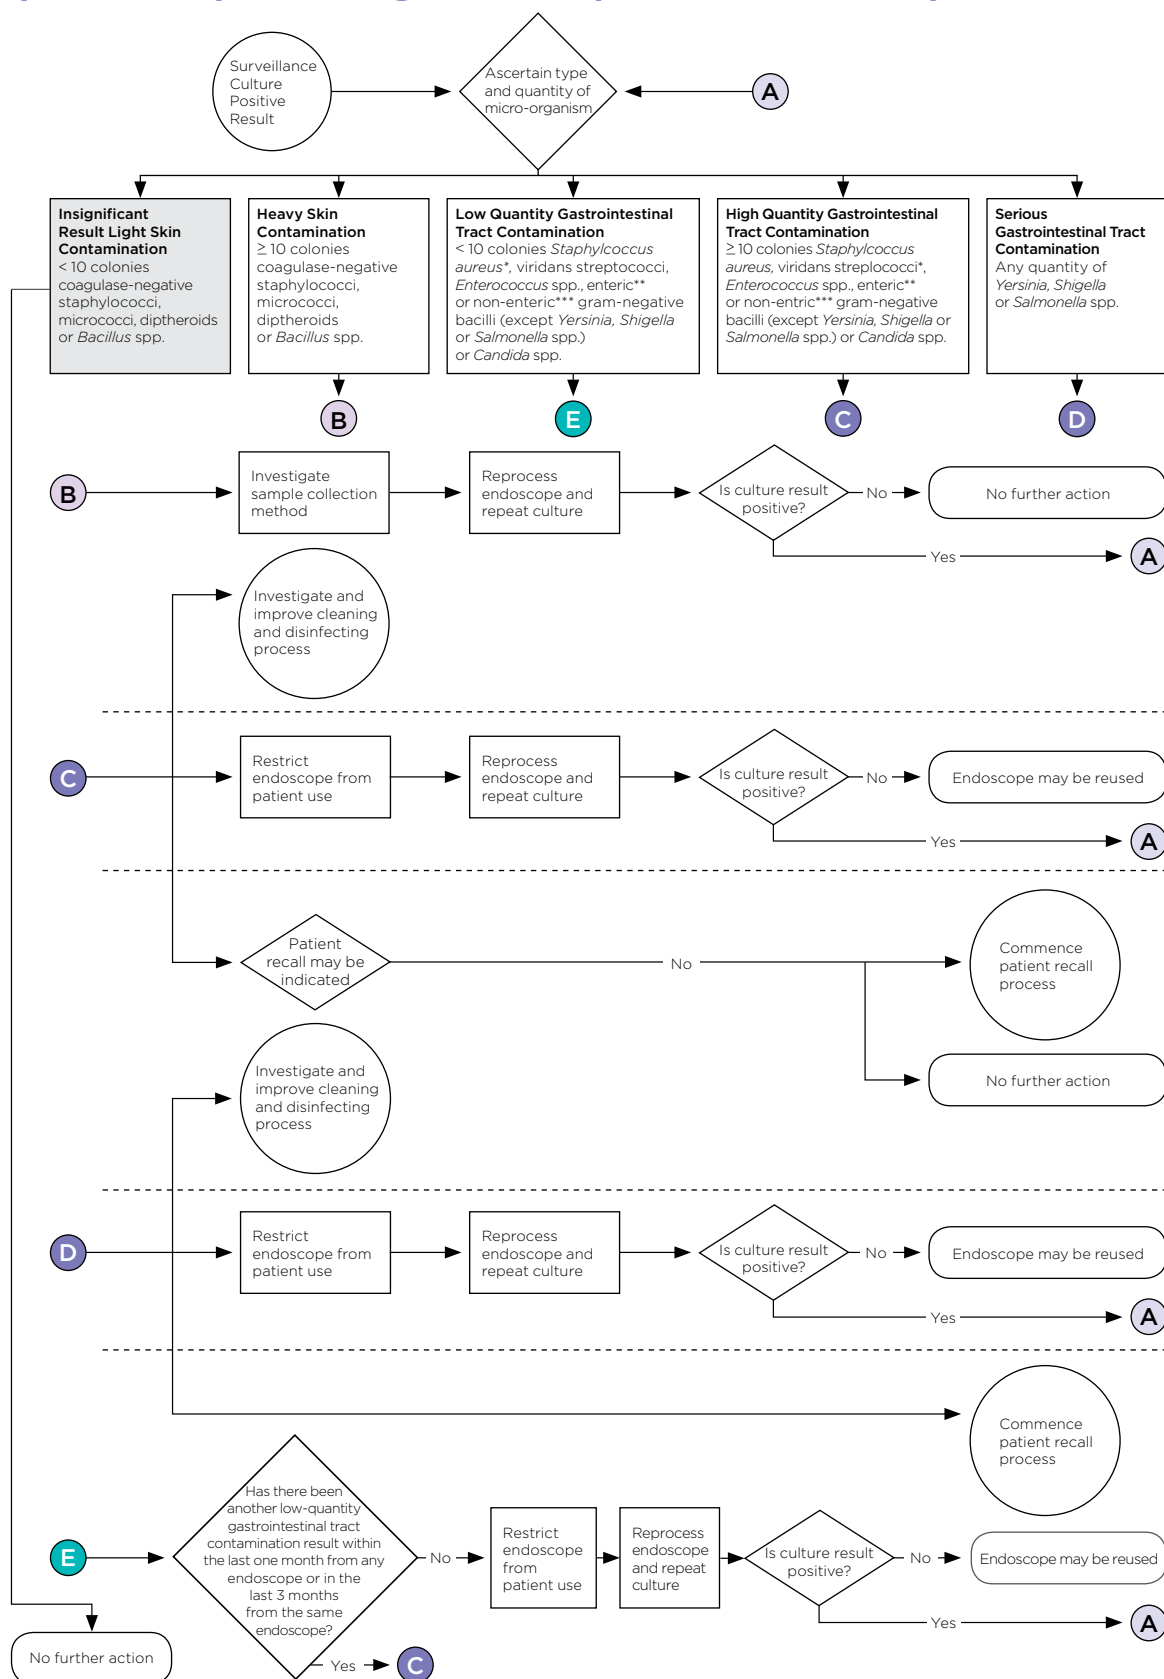 Surveillance
Culture
Positive
Result
Ascertain type
and quantity of
micro-organism
A
Insignificant
Result Light Skin
Contamination
< 10 colonies
coagulase-negative
staphylococci,
micrococci, diptheroids
or Bacillus spp.
Heavy Skin
Contamination
≥ 10 colonies
coagulase-negative
staphylococci,
micrococci,
diptheroids
or Bacillus spp.
Low Quantity Gastrointestinal
Tract Contamination
< 10 colonies Staphylcoccus
aureus*, viridans streptococci,
Enterococcus spp., enteric**
or non-enteric*** gram-negative
bacilli (except Yersinia, Shigella
or Salmonella spp.)
or Candida spp.
High Quantity Gastrointestinal
Tract Contamination
≥ 10 colonies Staphylcoccus
aureus, viridans streplococci*,
Enterococcus spp., enteric**
or non-entric*** gram-negative
bacilli (except Yersinia, Shigella or
Salmonella spp.) or Candida spp.
Serious
Gastrointestinal Tract
Contamination
Any quantity of
Yersinia, Shigella
or Salmonella spp.
B
E
C
D
B
Investigate
sample collection
method
Reprocess
endoscope and
repeat culture
Is culture result
positive?
No
No further action
Yes
A
Investigate and
improve cleaning
and disinfecting
process
C
Restrict
endoscope from
patient use
Reprocess
endoscope and
repeat culture
Is culture result
positive?
No
Endoscope may be reused
Yes
A
Patient
recall may be
indicated
No
Commence
patient recall
process
No further action
Investigate and
improve cleaning
and disinfecting
process
D
Restrict
endoscope from
patient use
Reprocess
endoscope and
repeat culture
Is culture result
positive?
No
Endoscope may be reused
Yes
A
Commence
patient recall
process
E
Has there been
another low-quantity
gastrointestinal tract
contamination result within
the last one month from any
endoscope or in the
last 3 months
from the same
endoscope?
No
Restrict
endoscope
from
patient use
Reprocess
endoscope
and repeat
culture
Is culture result
positive?
No
Endoscope may be reused
Yes
A
Yes
C
No further action